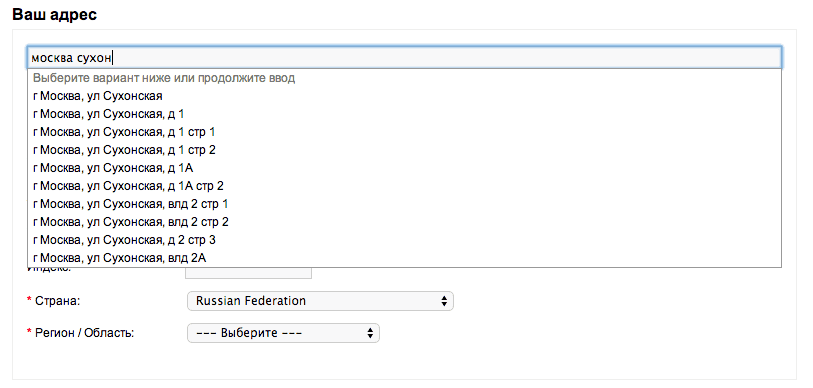 Ваш адрес
москва сухон
Выберите вариант ниже или продолжите ввод
г Москва, ул Сухонская
г Москва, ул Сухонская, д 1
г Москва, ул Сухонская, д 1 стр 1
г Москва, ул Сухонская, д 1 стр 2
г Москва, ул Сухонская, д 1А
г Москва, ул Сухонская, д 1А стр 2
г Москва, ул Сухонская, влд 2 стр 1
г Москва, ул Сухонская, влд 2 стр 2
г Москва, ул Сухонская, д 2 стр 3
г Москва, ул Сухонская, влд 2А
Индекс:
* Страна: Russian Federation
* Регион / Область: --- Выберите ---